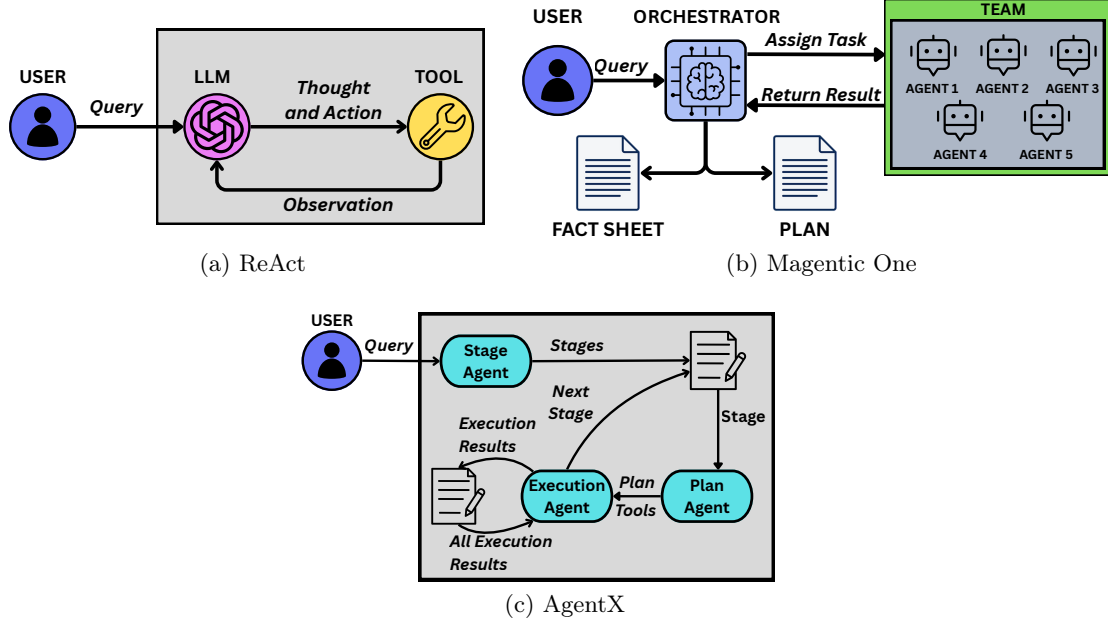 USER
Query
LLM
Thought
and Action
TOOL
Observation
(a) ReAct
USER
Query
ORCHESTRATOR
Assign Task
Return Result
TEAM
AGENT 1
AGENT 2
AGENT 3
AGENT 4
AGENT 5
FACT SHEET
PLAN
(b) Magentic One
USER
Query
Stage
Agent
Stages
Next
Stage
Stage
Execution
Results
Execution
Agent
Plan
Tools
Plan
Agent
All Execution
Results
(c) AgentX